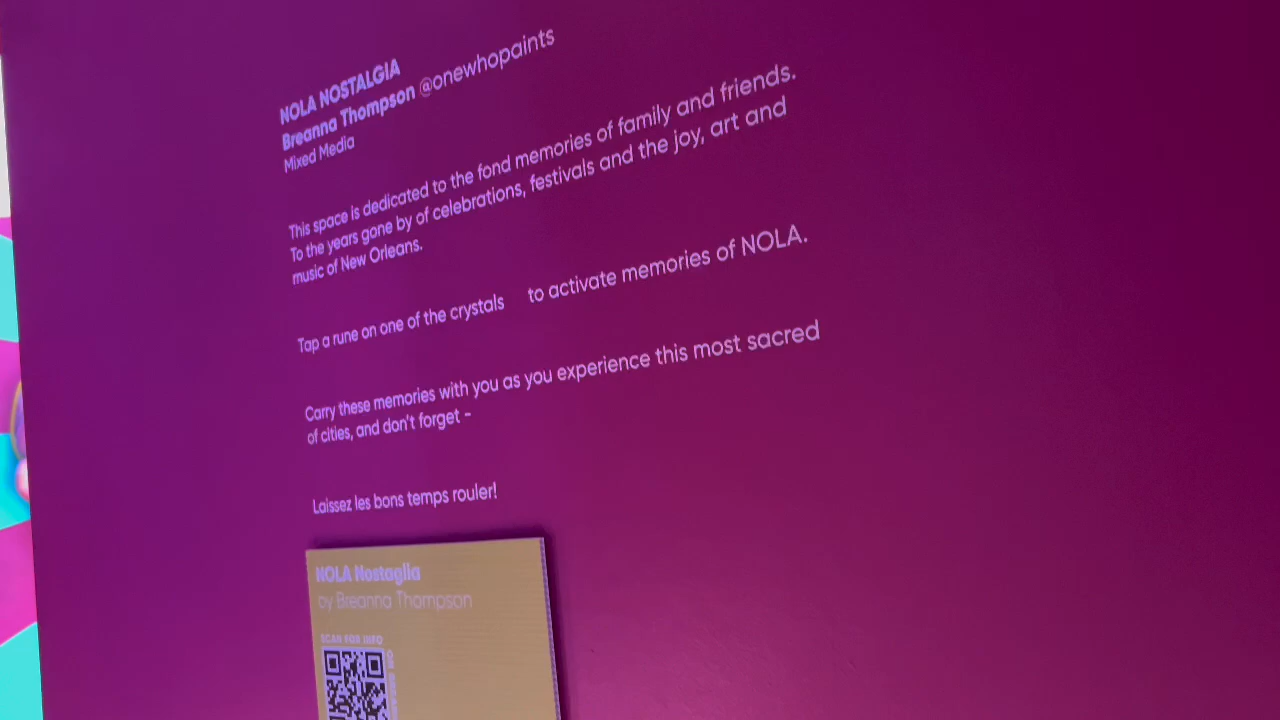 NOLA NOSTALGIA
Breanna Thompson @onewhopaints
Mixed Media
This space is dedicated to the fond memories of family and friends.
To the years gone by of celebrations, festivals and the joy, art and
music of New Orleans.
Tap a rune on one of the crystals to activate memories of NOLA.
Carry these memories with you as you experience this most sacred
of cities, and don't forget ~
Laissez les bons temps rouler!
NOLA Nostaglia
by Breanna Thompson
SCAN FOR INFO